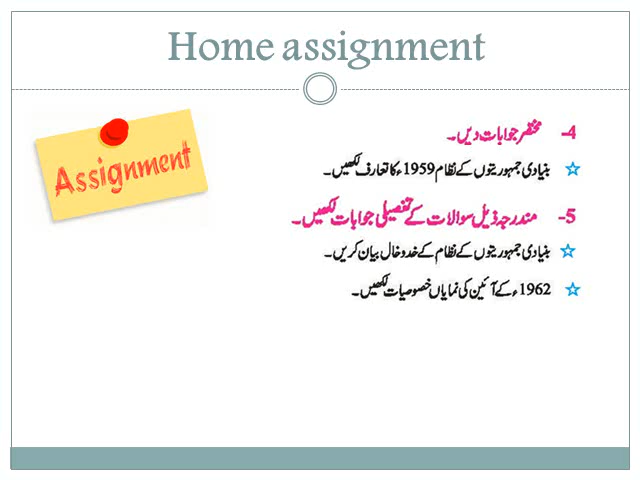 Home assignment
Assignment
4- مختصر جوابات دیں۔
☆ بنیادی جمہوریتوں کے نظام 1959ء کا تعارف لکھیں۔
5- مندرجہ ذیل سوالات کے تفصیلی جوابات لکھیں۔
☆ بنیادی جمہوریتوں کے نظام کے خدوخال بیان کریں۔
☆ 1962ء کے آئین کی نمایاں خصوصیات لکھیں۔